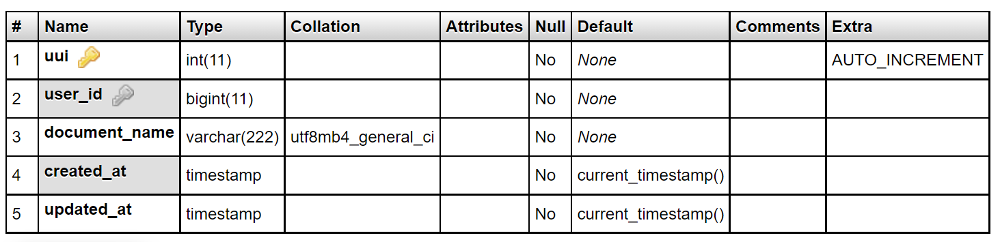 # Name Type Collation Attributes Null Default Comments Extra
1 uui int(11) No None AUTO_INCREMENT
2 user_id bigint(11) No None
3 document_name varchar(222) utf8mb4_general_ci No None
4 created_at timestamp No current_timestamp()
5 updated_at timestamp No current_timestamp()